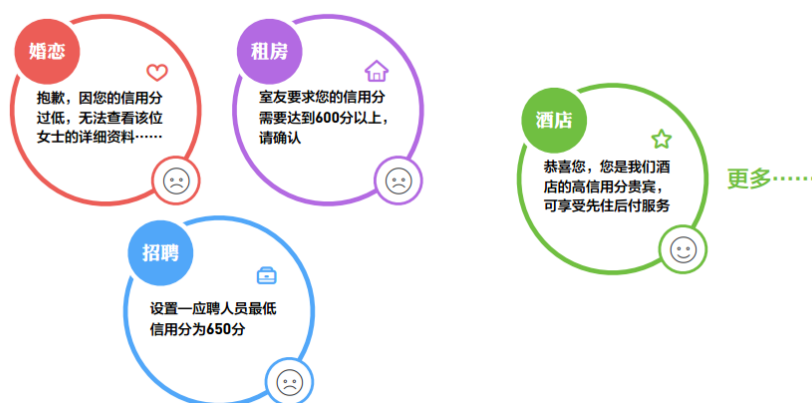 婚恋
抱歉，因您的信用分
过低，无法查看该位
女士的详细资料……
租房
室友要求您的信用分
需要达到600分以上，
请确认
招聘
设置一应聘人员最低
信用分为650分
酒店
恭喜您，您是我们酒
店的高信用分贵宾，
可享受先住后付服务
更多……